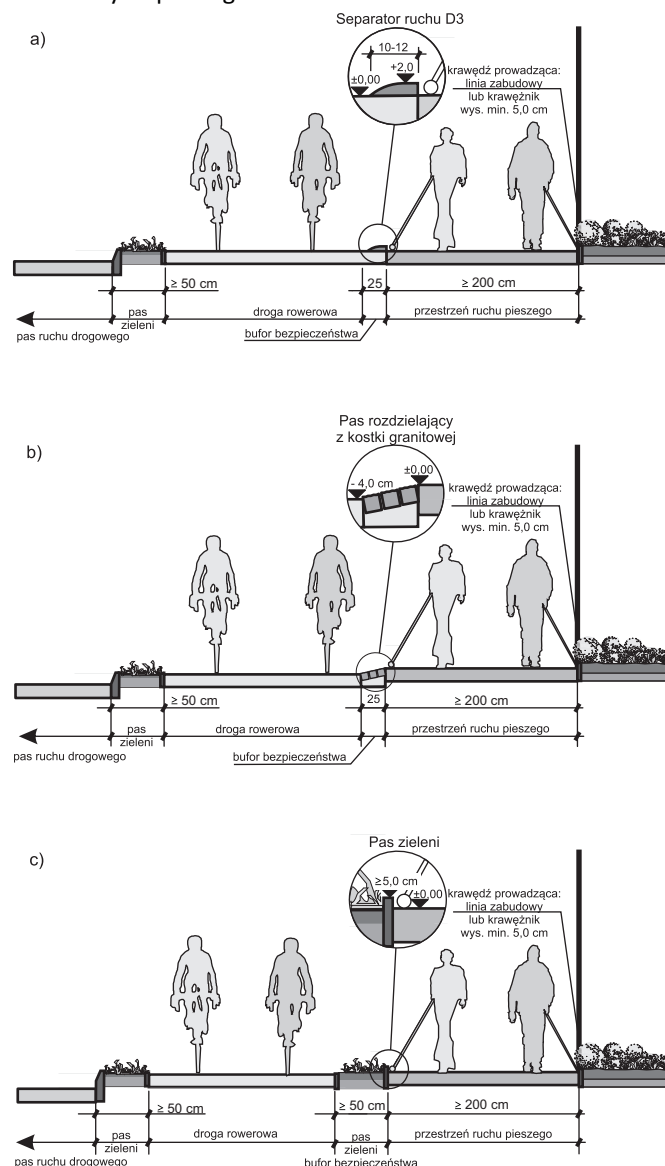 a)
Separator ruchu D3
10-12
+2,0
±0,00
krawędź prowadząca:
linia zabudowy
lub krawężnik
wys. min. 5,0 cm
≥ 50 cm
25
≥ 200 cm
pas
zieleni
droga rowerowa
przestrzeń ruchu pieszego
pas ruchu drogowego
bufor bezpieczeństwa
b)
Pas rozdzielający
z kostki granitowej
±0,00
- 4,0 cm
krawędź prowadząca:
linia zabudowy
lub krawężnik
wys. min. 5,0 cm
≥ 50 cm
25
≥ 200 cm
pas
zieleni
droga rowerowa
przestrzeń ruchu pieszego
pas ruchu drogowego
bufor bezpieczeństwa
c)
Pas zieleni
≥5,0 cm
±0,00
krawędź prowadząca:
linia zabudowy
lub krawężnik
wys. min. 5,0 cm
≥ 50 cm
≥ 50 cm
≥ 200 cm
pas
zieleni
droga rowerowa
pas
zieleni
przestrzeń ruchu pieszego
pas ruchu drogowego
bufor bezpieczeństwa